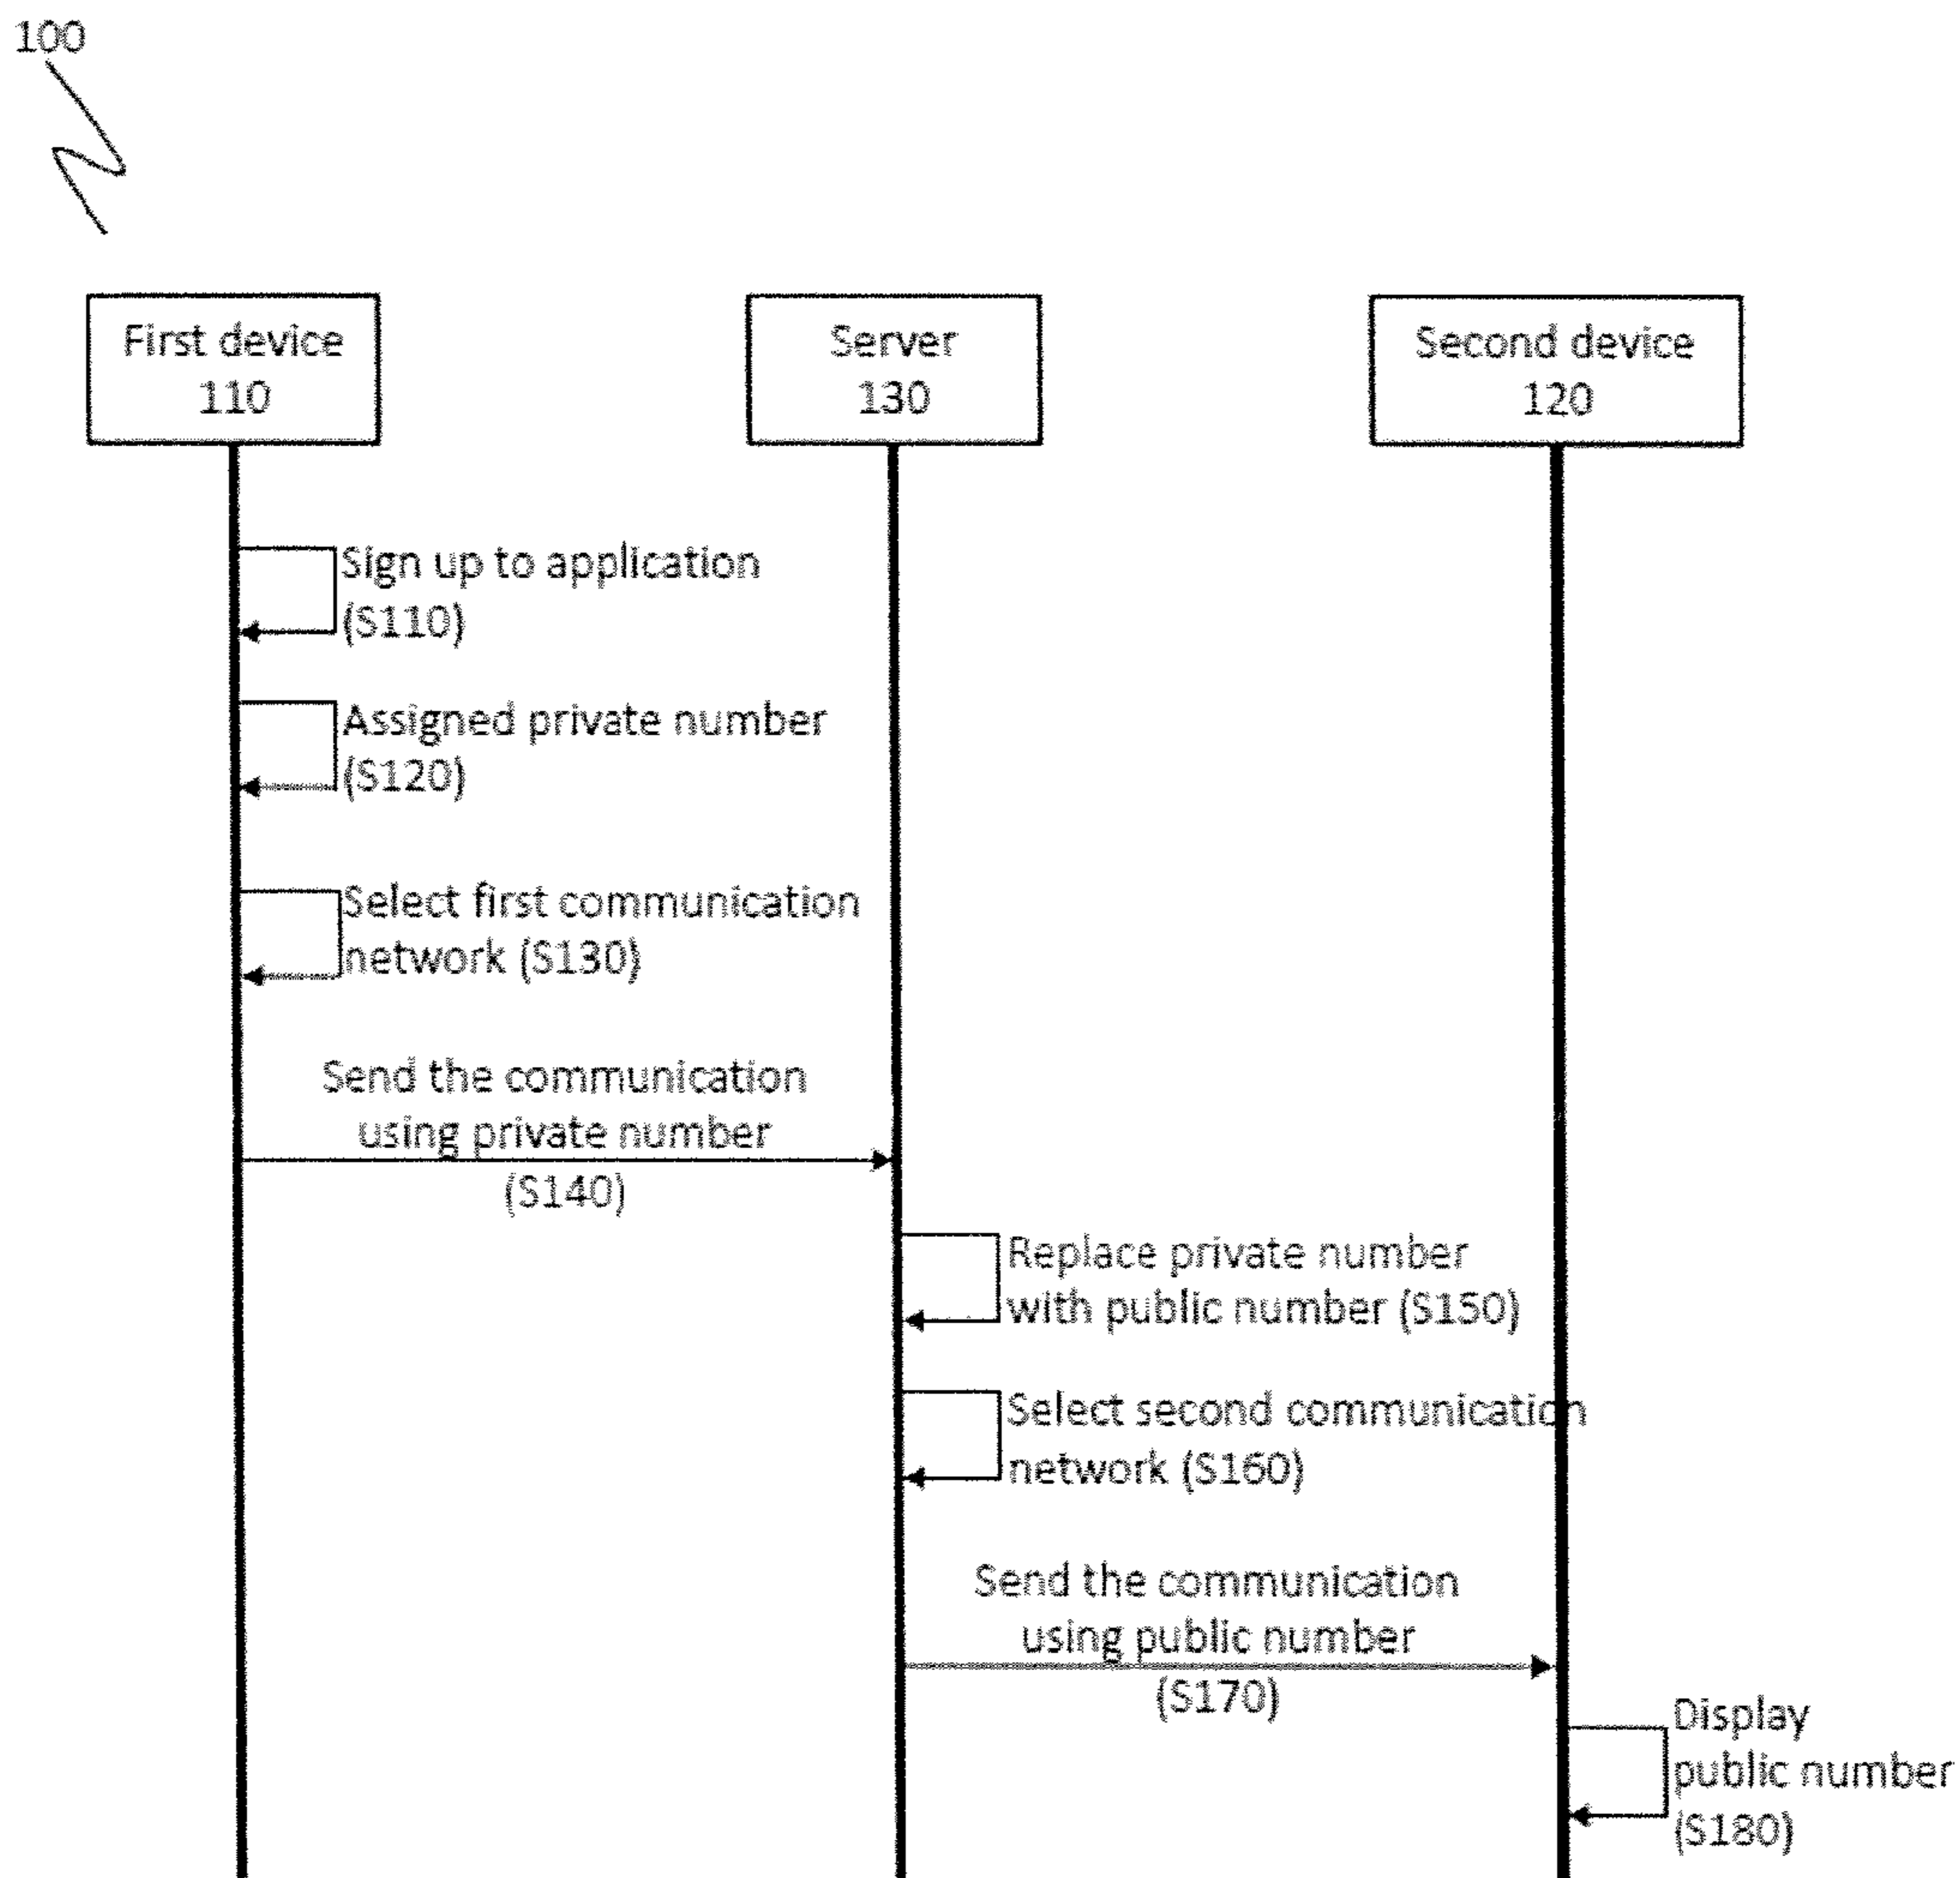 100
First device
110
Server
130
Second device
120
Sign up to application
(S110)
Assigned private number
(S120)
Select first communication
network (S130)
Send the communication
using private number
(S140)
Replace private number
with public number (S150)
Select second communication
network (S160)
Send the communication
using public number
(S170)
Display
public number
(S180)